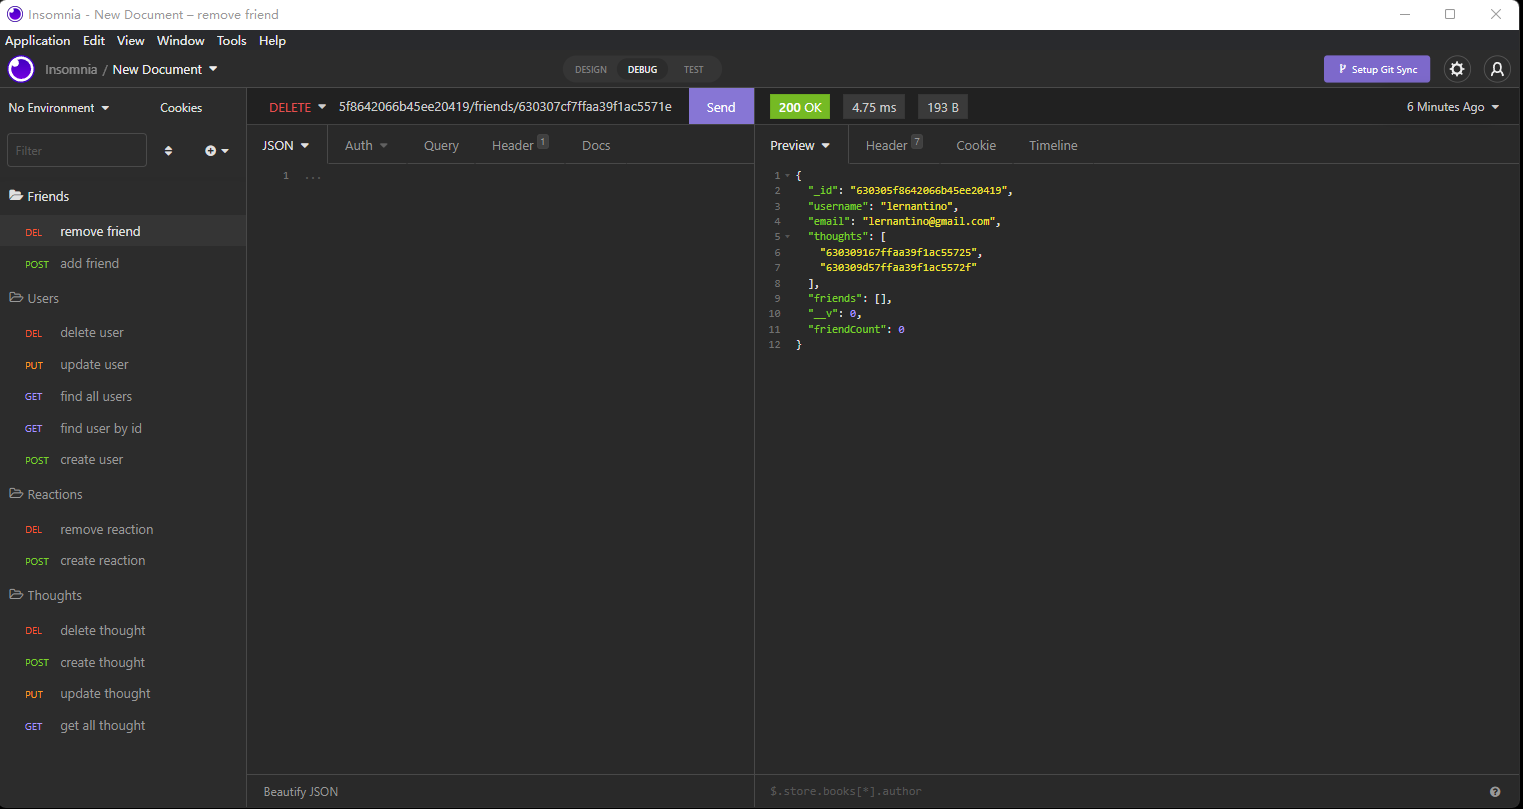 Insomnia - New Document – remove friend
Application Edit View Window Tools Help
Insomnia / New Document
DESIGN DEBUG TEST
Setup Git Sync
No Environment Cookies
DELETE 5f8642066b45ee20419/friends/630307cf7ffaa39f1ac5571e Send
200 OK 4.75 ms 193 B 6 Minutes Ago
Filter
JSON Auth Query Header 1 Docs
Preview Header 7 Cookie Timeline
Friends
DEL remove friend
POST add friend
Users
DEL delete user
PUT update user
GET find all users
GET find user by id
POST create user
Reactions
DEL remove reaction
POST create reaction
Thoughts
DEL delete thought
POST create thought
PUT update thought
GET get all thought
1 ...
1 {
2 "_id": "630305f8642066b45ee20419",
3 "username": "lernantino",
4 "email": "lernantino@gmail.com",
5 "thoughts": [
6 "630309167ffaa39f1ac55725",
7 "630309d57ffaa39f1ac5572f"
8 ],
9 "friends": [],
10 "__v": 0,
11 "friendCount": 0
12 }
Beautify JSON
$.store.books[*].author